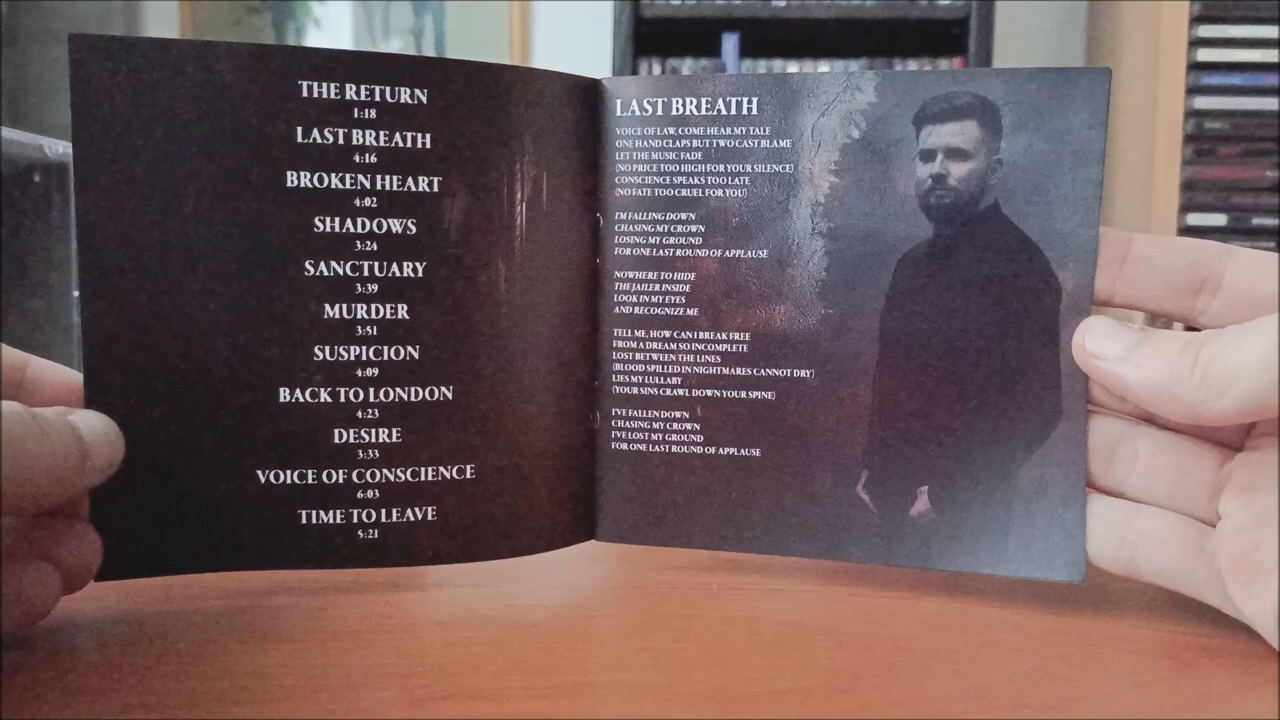 THE RETURN
1:18
LAST BREATH
4:16
BROKEN HEART
4:02
SHADOWS
3:24
SANCTUARY
3:39
MURDER
3:51
SUSPICION
4:09
BACK TO LONDON
4:23
DESIRE
3:33
VOICE OF CONSCIENCE
6:03
TIME TO LEAVE
5:21
LAST BREATH
VOICE OF LAW, COME HEAR MY TALE
ONE HAND CLAPS BUT TWO CAST BLAME
LET THE MUSIC FADE
(NO PRICE TOO HIGH FOR YOUR SILENCE)
CONSCIENCE SPEAKS TOO LATE
(NO FATE TOO CRUEL FOR YOU)
I'M FALLING DOWN
CHASING MY CROWN
LOSING MY GROUND
FOR ONE LAST ROUND OF APPLAUSE
NOWHERE TO HIDE
THE JAILER INSIDE
LOOK IN MY EYES
AND RECOGNIZE ME
TELL ME, HOW CAN I BREAK FREE
FROM A DREAM SO INCOMPLETE
LOST BETWEEN THE LINES
(BLOOD SPILLED IN NIGHTMARES CANNOT DRY)
LIES MY LULLABY
(YOUR SINS CRAWL DOWN YOUR SPINE)
I'VE FALLEN DOWN
CHASING MY CROWN
I'VE LOST MY GROUND
FOR ONE LAST ROUND OF APPLAUSE